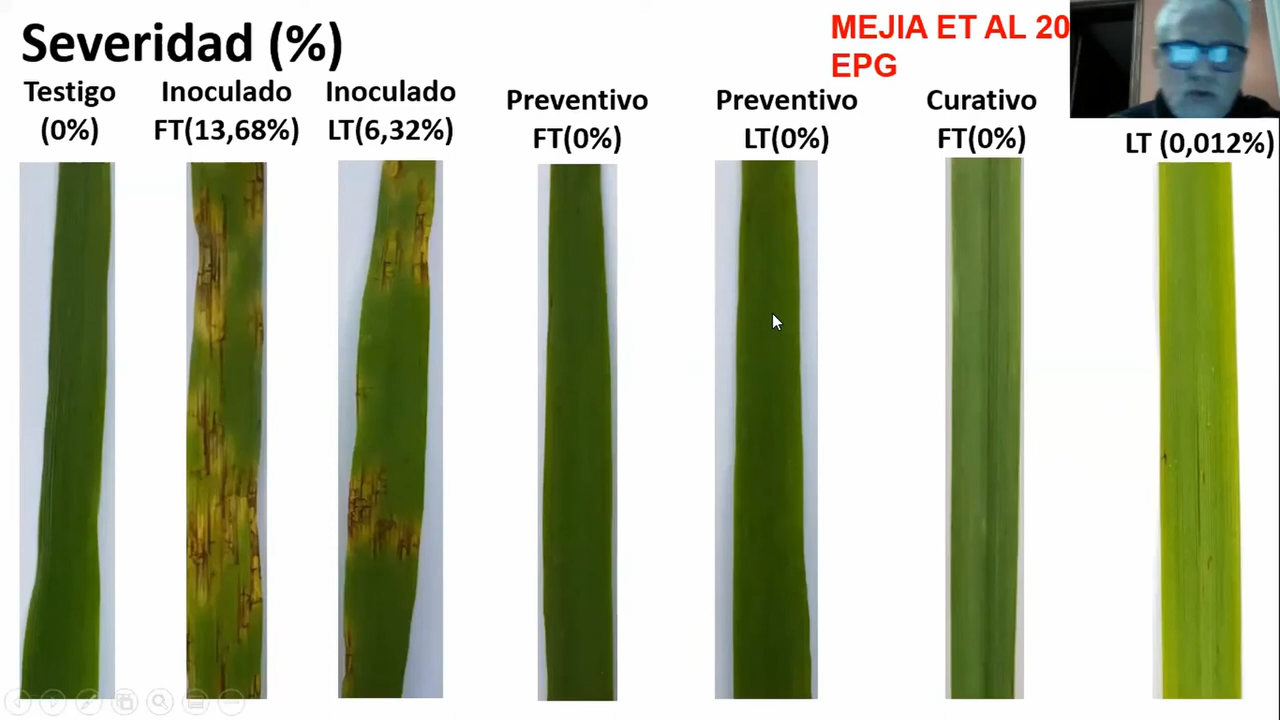 Severidad (%)
MEJIA ET AL 20
EPG
Testigo
(0%)
Inoculado
FT(13,68%)
Inoculado
LT(6,32%)
Preventivo
FT(0%)
Preventivo
LT(0%)
Curativo
FT(0%)
LT (0,012%)